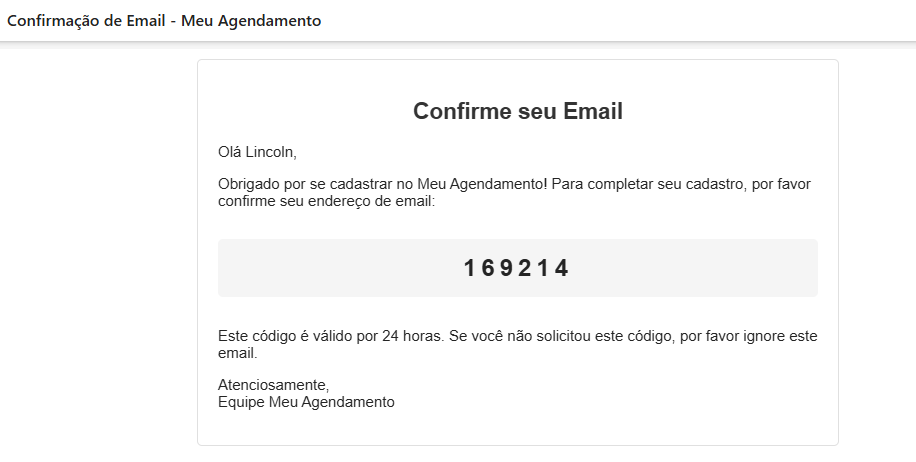 Confirmação de Email - Meu Agendamento
Confirme seu Email
Olá Lincoln,
Obrigado por se cadastrar no Meu Agendamento! Para completar seu cadastro, por favor
confirme seu endereço de email:
169214
Este código é válido por 24 horas. Se você não solicitou este código, por favor ignore este
email.
Atenciosamente,
Equipe Meu Agendamento